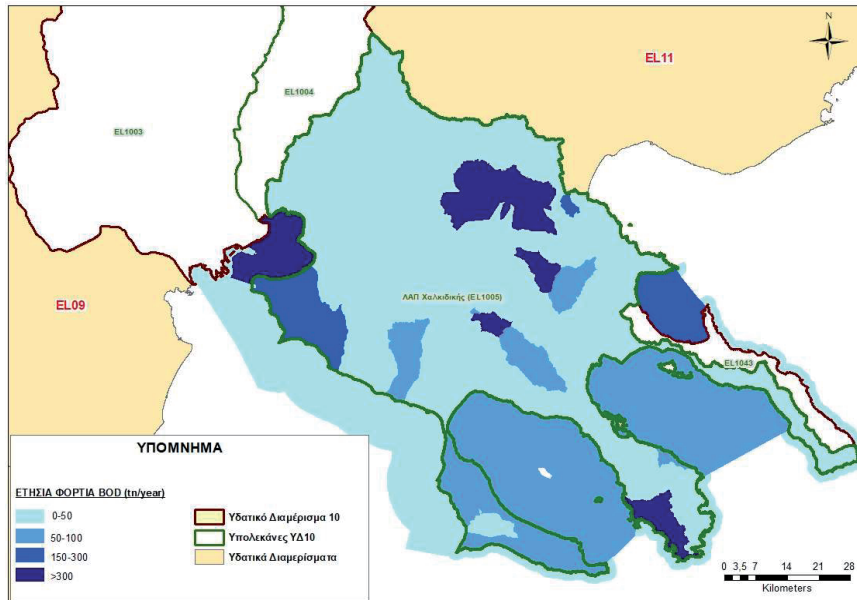 N
EL11
EL1004
EL1003
ΛΑΠ Χαλκιδικής (EL1005)
EL09
EL1043
ΥΠΟΜΝΗΜΑ
ΕΤΗΣΙΑ ΦΟΡΤΙΑ BOD (tn/year)
0-50
50-100
150-300
>300
Υδατικό Διαμέρισμα 10
Υπολεκάνες ΥΔ10
Υδατικά Διαμερίσματα
0 3,5 7 14 21 28
Kilometers